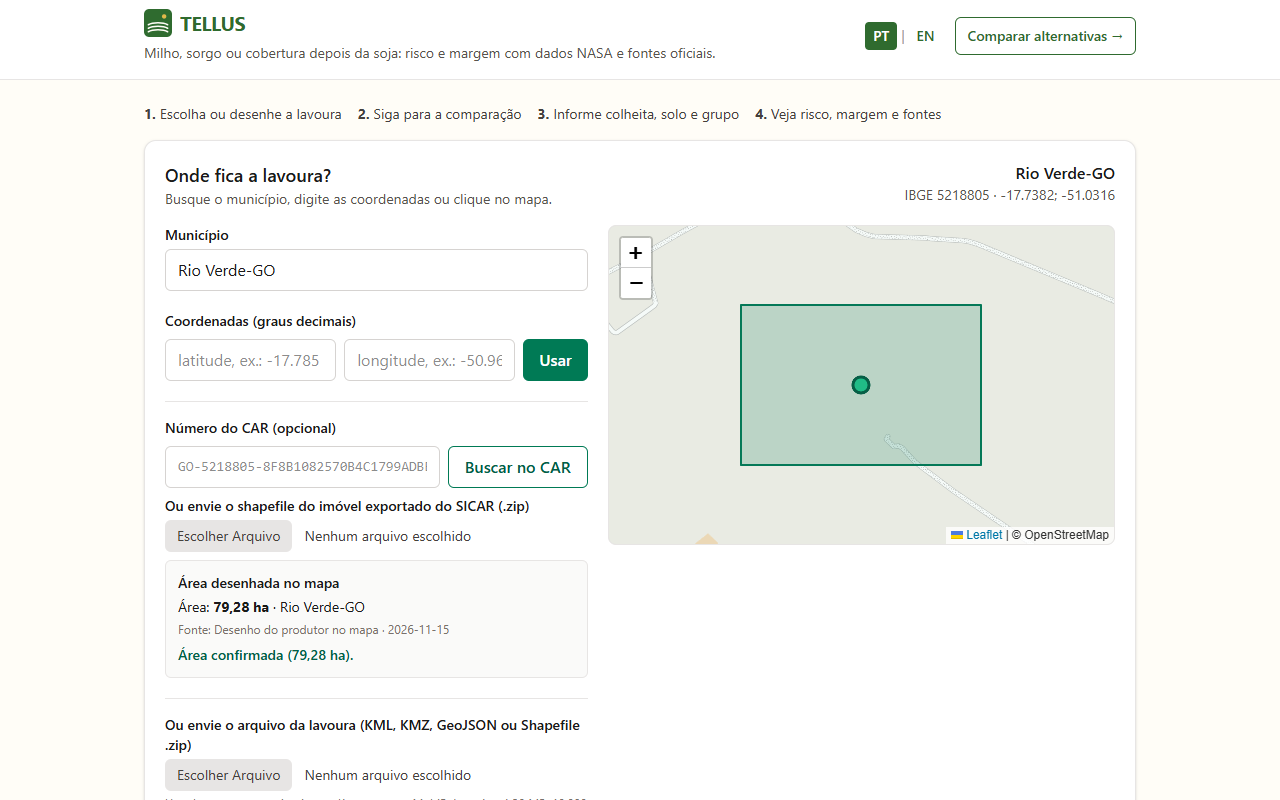 TELLUS
Milho, sorgo ou cobertura depois da soja: risco e margem com dados NASA e fontes oficiais.
PT | EN
Comparar alternativas →
1. Escolha ou desenhe a lavoura 2. Siga para a comparação 3. Informe colheita, solo e grupo 4. Veja risco, margem e fontes
Onde fica a lavoura?
Busque o município, digite as coordenadas ou clique no mapa.
Rio Verde-GO
IBGE 5218805 · -17.7382; -51.0316
Município
Rio Verde-GO
Coordenadas (graus decimais)
latitude, ex.: -17.785
longitude, ex.: -50.96
Usar
Número do CAR (opcional)
GO-5218805-8F8B1082570B4C1799ADBI
Buscar no CAR
Ou envie o shapefile do imóvel exportado do SICAR (.zip)
Escolher Arquivo Nenhum arquivo escolhido
Área desenhada no mapa
Área: 79,28 ha · Rio Verde-GO
Fonte: Desenho do produtor no mapa · 2026-11-15
Área confirmada (79,28 ha).
Ou envie o arquivo da lavoura (KML, KMZ, GeoJSON ou Shapefile
.zip)
Escolher Arquivo Nenhum arquivo escolhido
+
−
Leaflet | © OpenStreetMap